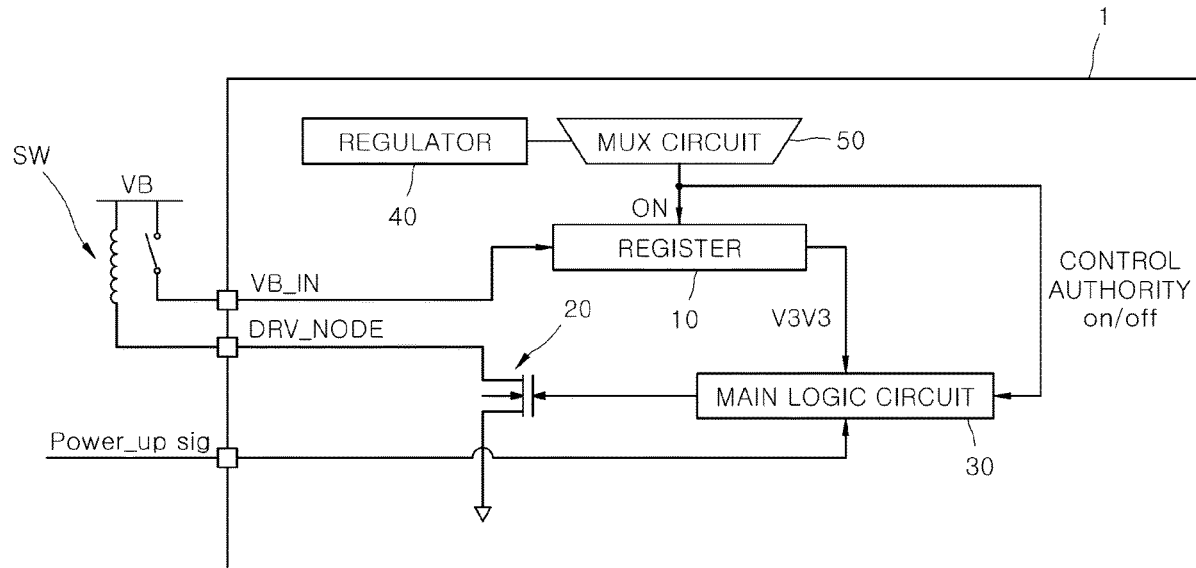 1
REGULATOR
MUX CIRCUIT
50
SW
40
VB
ON
REGISTER
VB_IN
10
CONTROL
AUTHORITY
on/off
DRV_NODE
20
V3V3
MAIN LOGIC CIRCUIT
Power_up sig
30